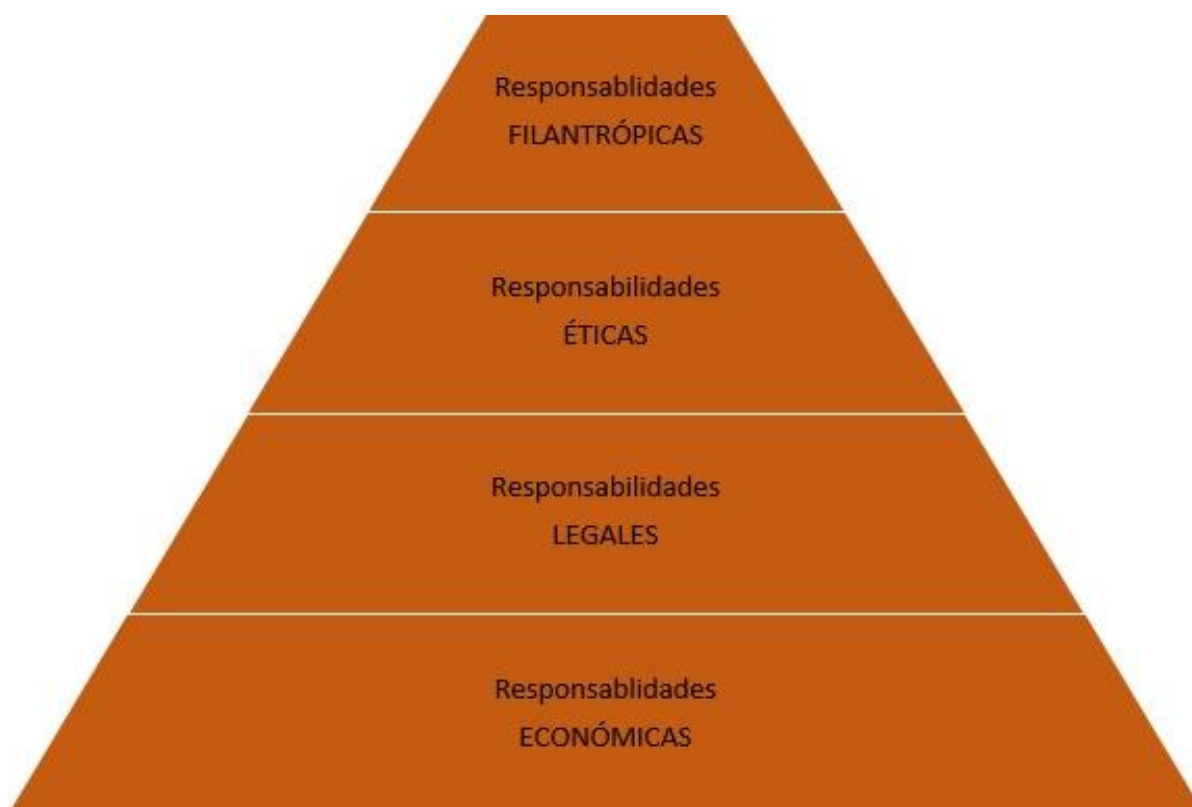 Responsablidades
FILANTRÓPICAS
Responsabilidades
ÉTICAS
Responsabilidades
LEGALES
Responsablidades
ECONÓMICAS